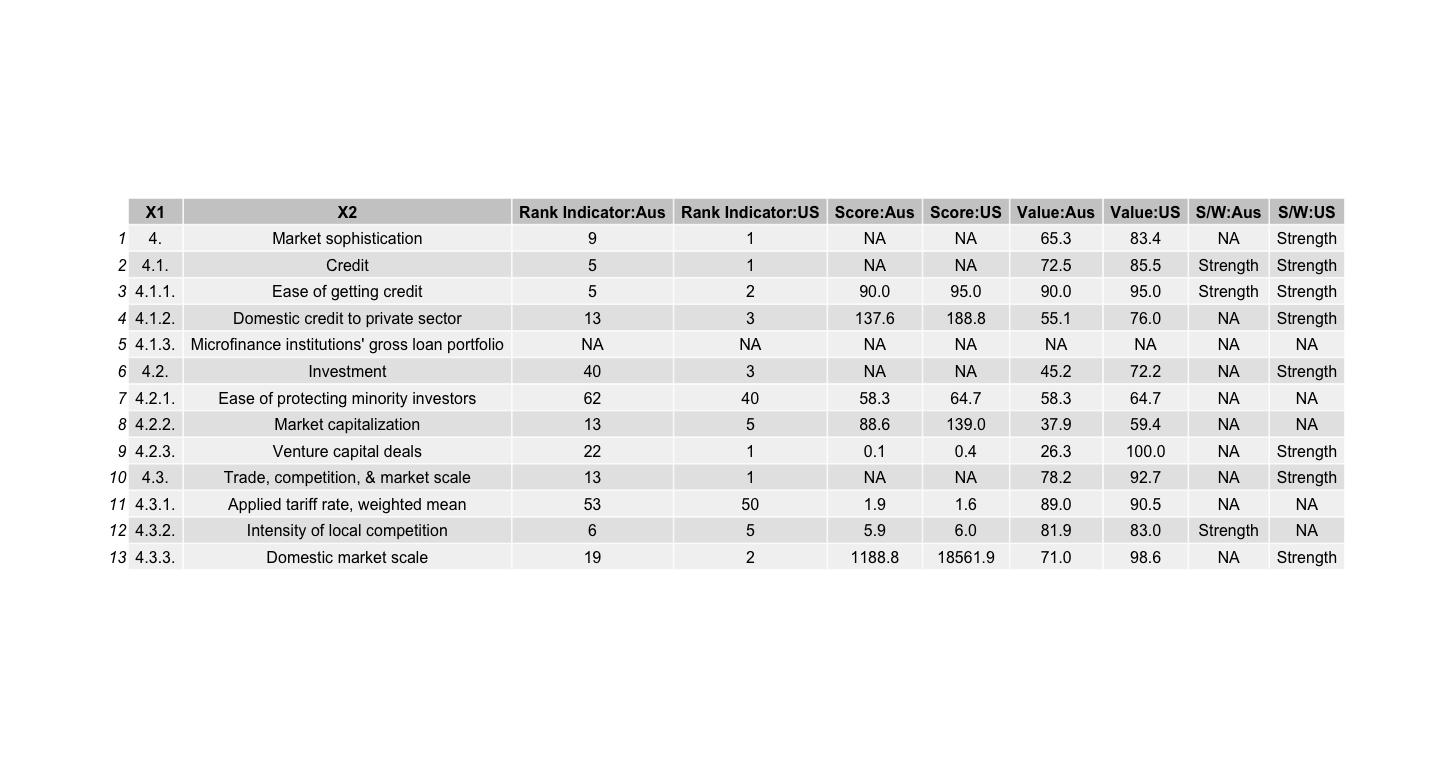 X1 X2 Rank Indicator:Aus Rank Indicator:US Score:Aus Score:US Value:Aus Value:US S/W:Aus S/W:US
1 4. Market sophistication 9 1 NA NA 65.3 83.4 NA Strength
2 4.1. Credit 5 1 NA NA 72.5 85.5 Strength Strength
3 4.1.1. Ease of getting credit 5 2 90.0 95.0 90.0 95.0 Strength Strength
4 4.1.2. Domestic credit to private sector 13 3 137.6 188.8 55.1 76.0 NA Strength
5 4.1.3. Microfinance institutions' gross loan portfolio NA NA NA NA NA NA NA NA
6 4.2. Investment 40 3 NA NA 45.2 72.2 NA Strength
7 4.2.1. Ease of protecting minority investors 62 40 58.3 64.7 58.3 64.7 NA NA
8 4.2.2. Market capitalization 13 5 88.6 139.0 37.9 59.4 NA NA
9 4.2.3. Venture capital deals 22 1 0.1 0.4 26.3 100.0 NA Strength
10 4.3. Trade, competition, & market scale 13 1 NA NA 78.2 92.7 NA Strength
11 4.3.1. Applied tariff rate, weighted mean 53 50 1.9 1.6 89.0 90.5 NA NA
12 4.3.2. Intensity of local competition 6 5 5.9 6.0 81.9 83.0 Strength NA
13 4.3.3. Domestic market scale 19 2 1188.8 18561.9 71.0 98.6 NA Strength